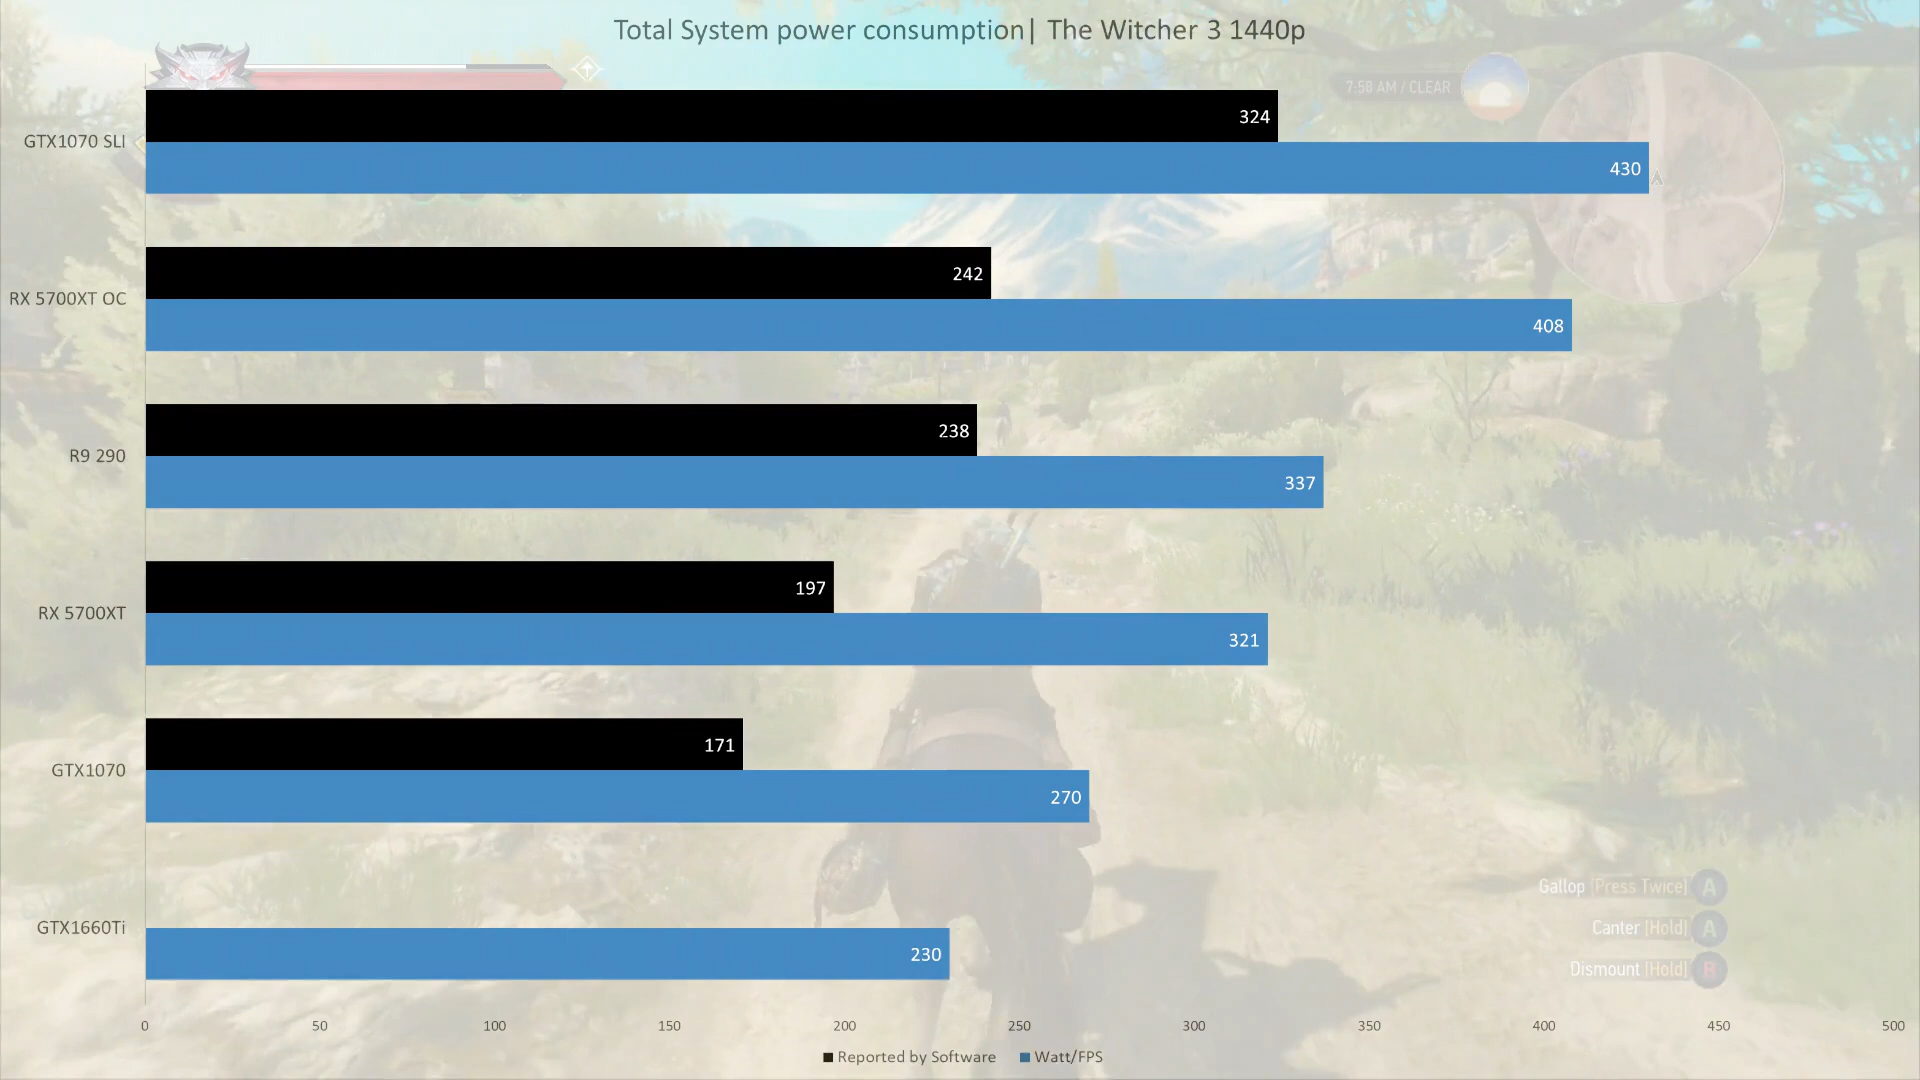 Total System power consumption| The Witcher 3 1440p
7:50 AM / CLEAR
GTX1070 SLI
324
430
RX 5700XT OC
242
408
R9 290
238
337
RX 5700XT
197
321
GTX1070
171
270
GTX1660Ti
230
Gallop [Press Twice] A
Canter [Hold] A
Dismount [Hold] B
0 50 100 150 200 250 300 350 400 450 500
Reported by Software Watt/FPS